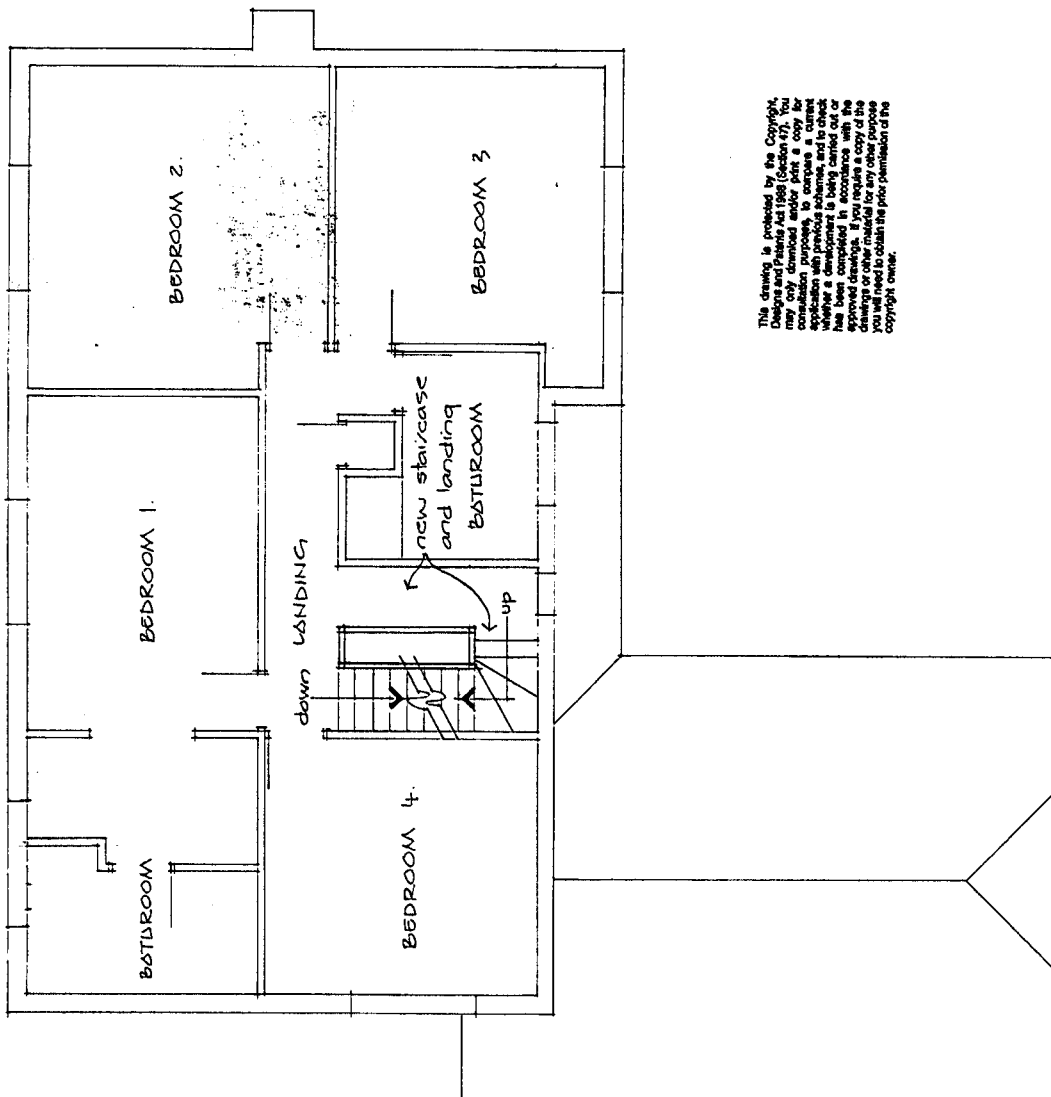 BEDROOM 2.
BEDROOM 3
BEDROOM 1.
new staircase
and landing
BATHROOM
LANDING
down
up
BATHROOM
BEDROOM 4.
This drawing is protected by the Copyright,
Designs and Patents Act 1988 (Section 47). You
may only download and/or print a copy for
consultation purposes, to compare a current
application with previous schemes, and to check
whether a development is being carried out or
has been completed in accordance with the
approved drawings. If you require a copy of the
drawings or other material for any other purpose
you will need to obtain the prior permission of the
copyright owner.